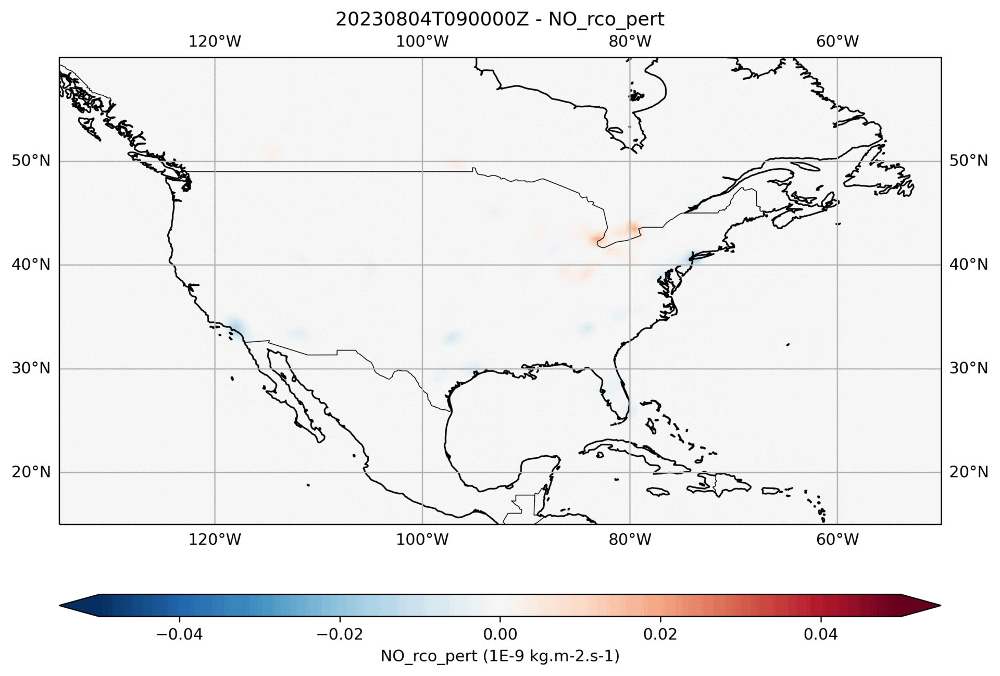 20230804T090000Z - NO_rco_pert
120°W 100°W 80°W 60°W
50°N 50°N
40°N 40°N
30°N 30°N
20°N 20°N
120°W 100°W 80°W 60°W
−0.04 −0.02 0.00 0.02 0.04
NO_rco_pert (1E-9 kg.m-2.s-1)